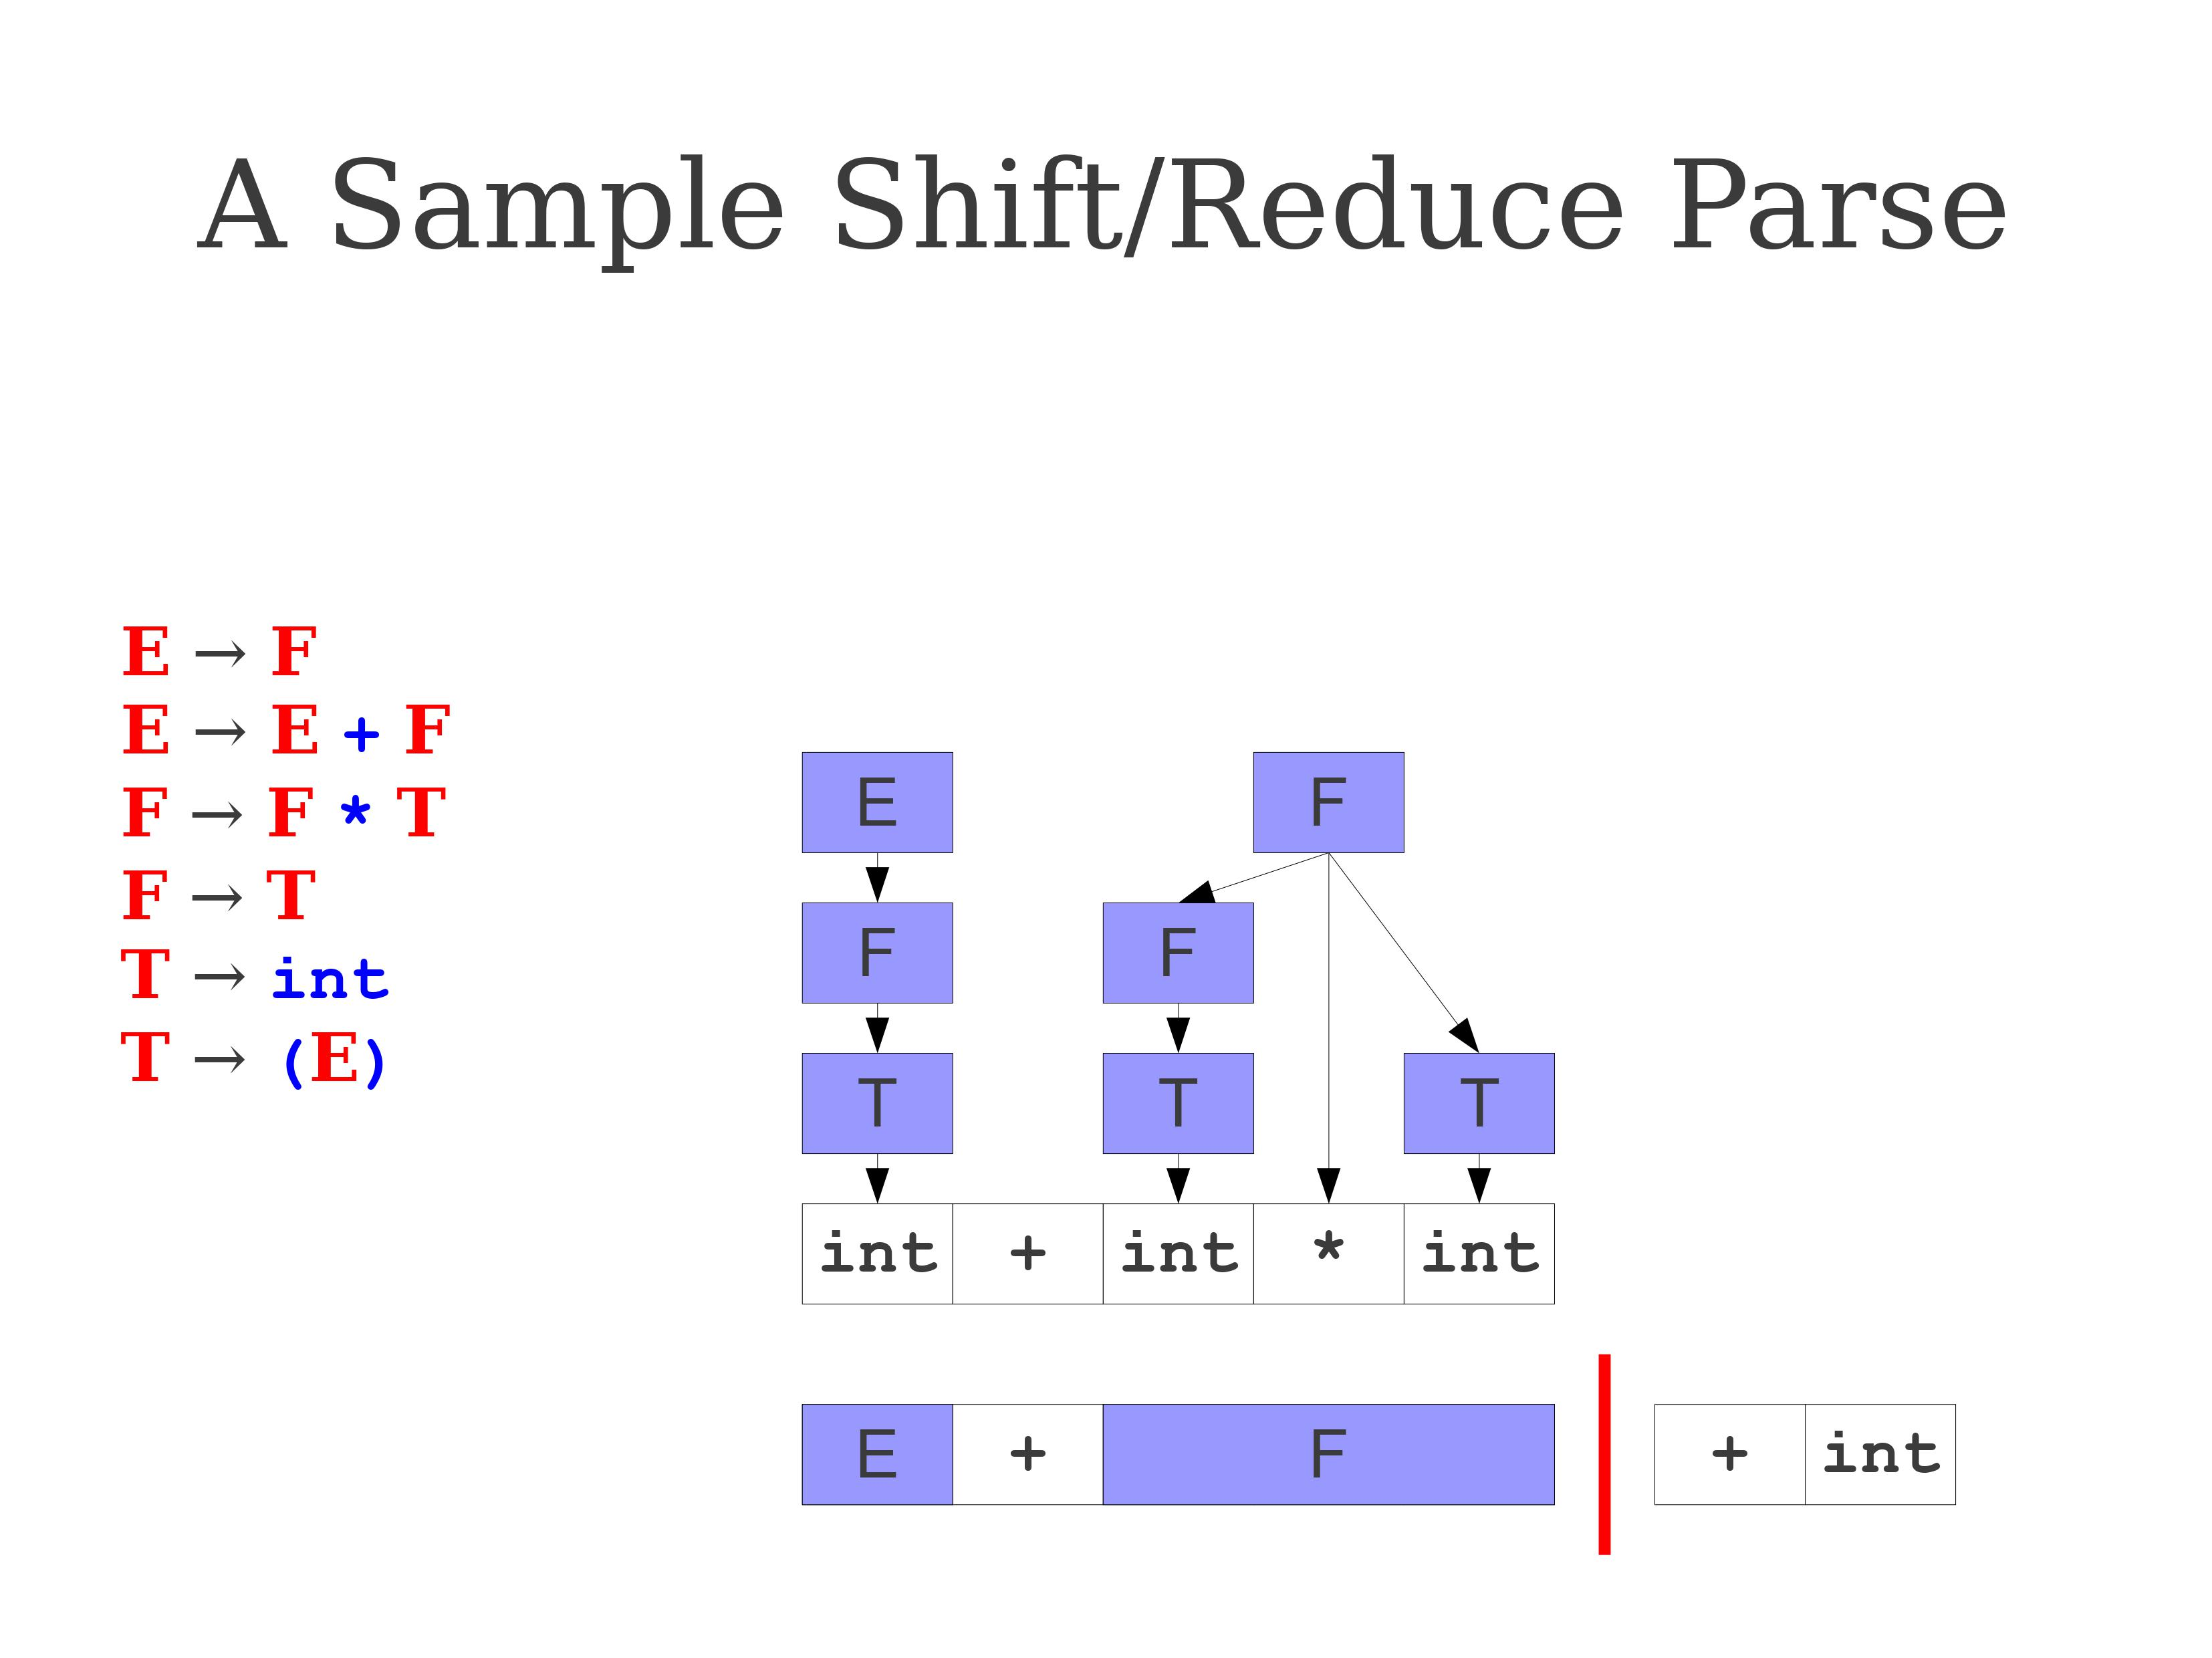 A Sample Shift/Reduce Parse
E → F
E → E + F
F → F * T
F → T
T → int
T → (E)
E F
F F
T T T
int + int * int
E + F + int